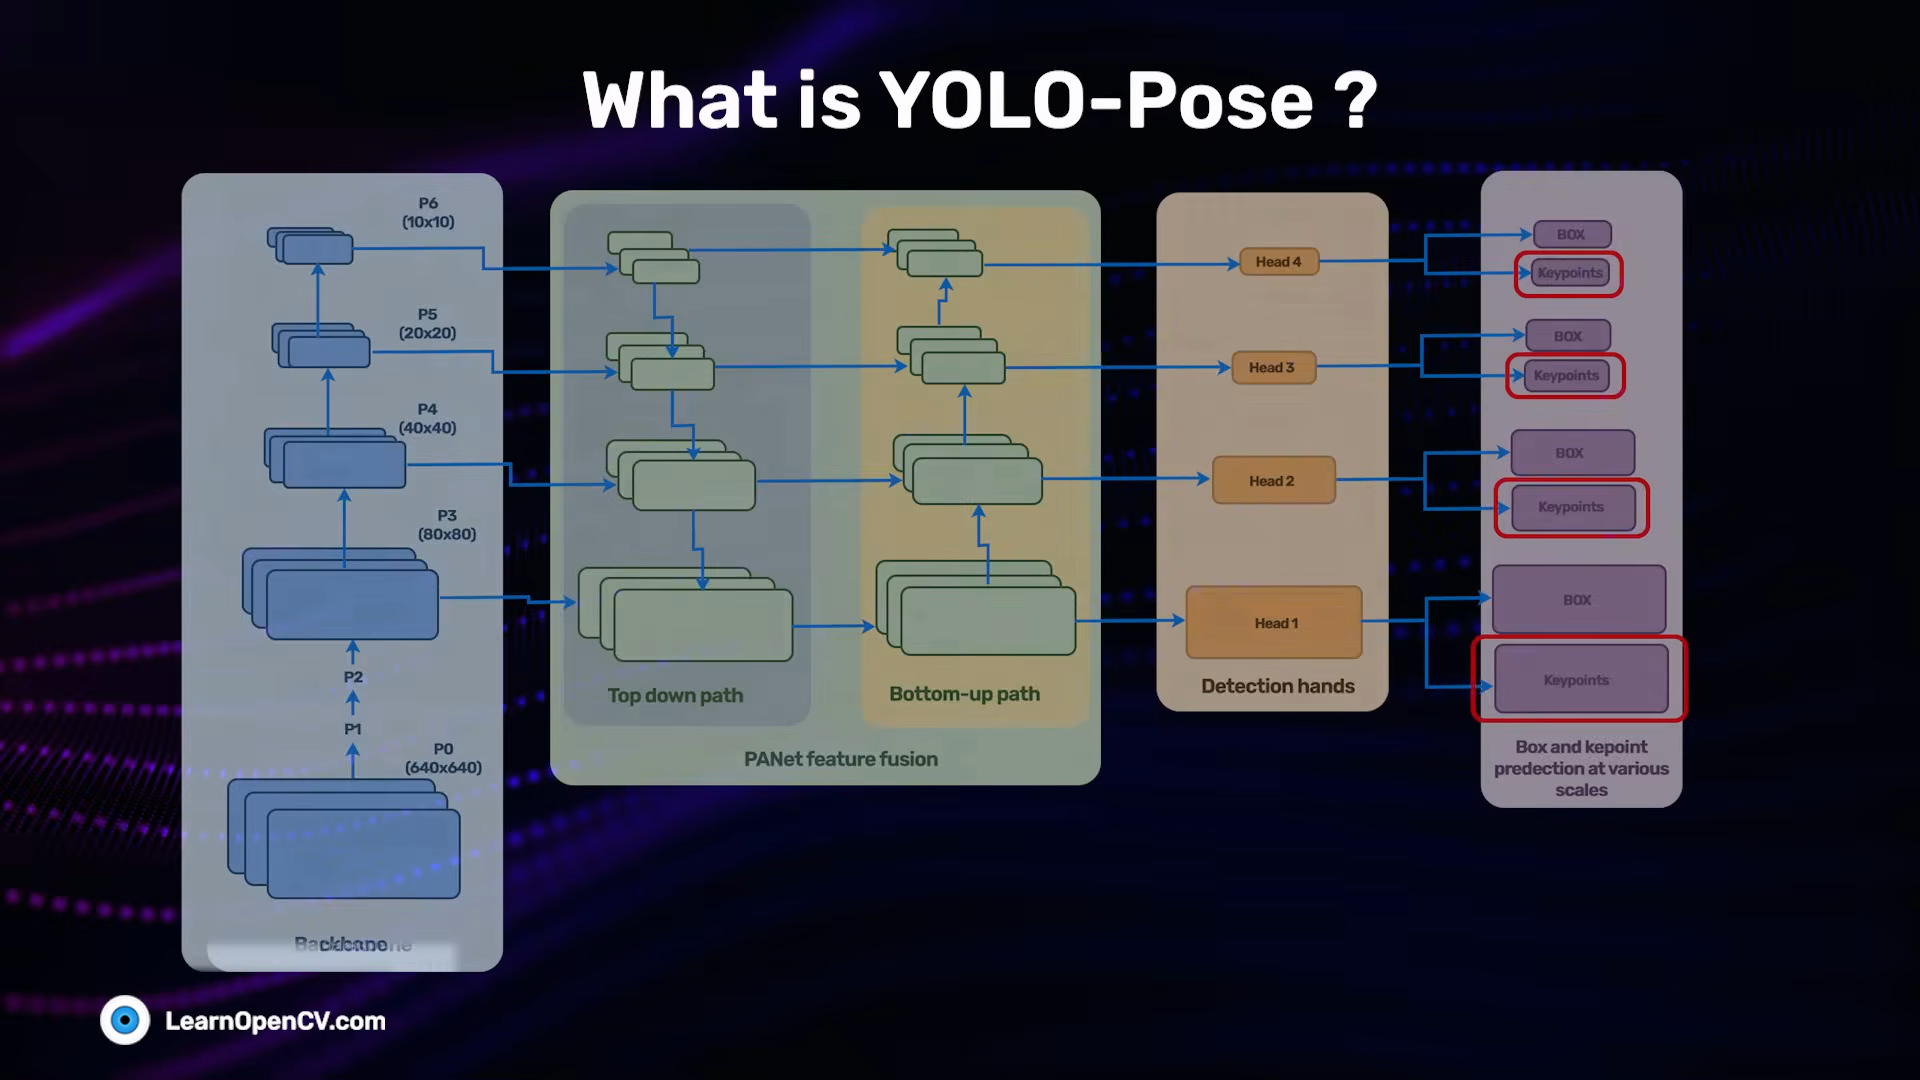 What is YOLO-Pose ?
P6
(10x10)
P5
(20x20)
P4
(40x40)
P3
(80x80)
P2
P1
P0
(640x640)
Backbone
Top down path
Bottom-up path
PANet feature fusion
Head 4
Head 3
Head 2
Head 1
Detection hands
BOX
Keypoints
BOX
Keypoints
BOX
Keypoints
BOX
Keypoints
Box and kepoint
predection at various
scales
LearnOpenCV.com